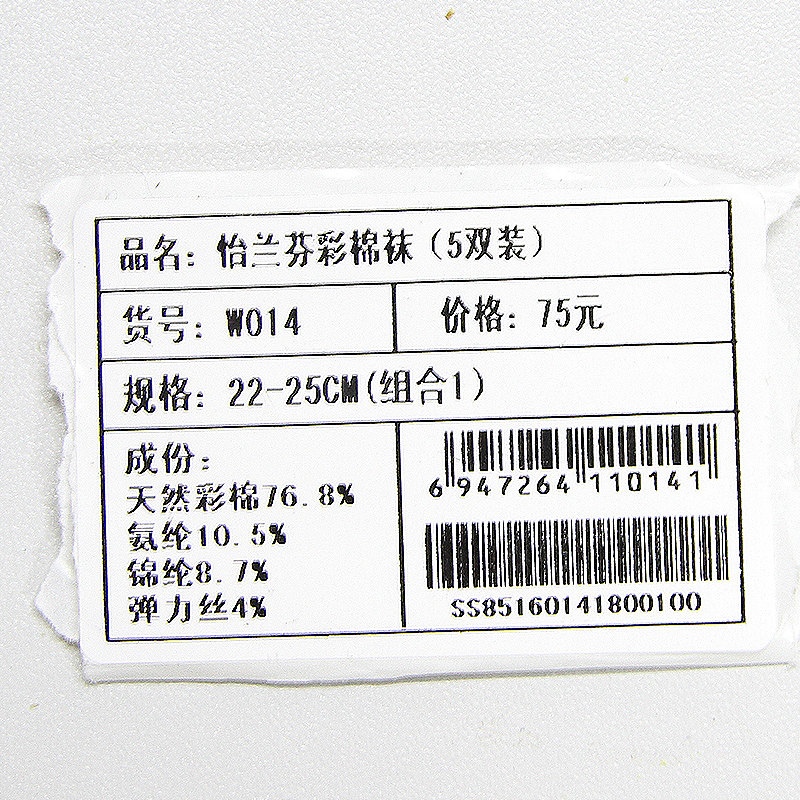 品名：怡兰芬彩棉袜（5双装）
货号：W014
价格：75元
规格：22-25CM(组合1)
成份：
天然彩棉76.8%
氨纶10.5%
锦纶8.7%
弹力丝4%
6 947264 110141
SS85160141800100